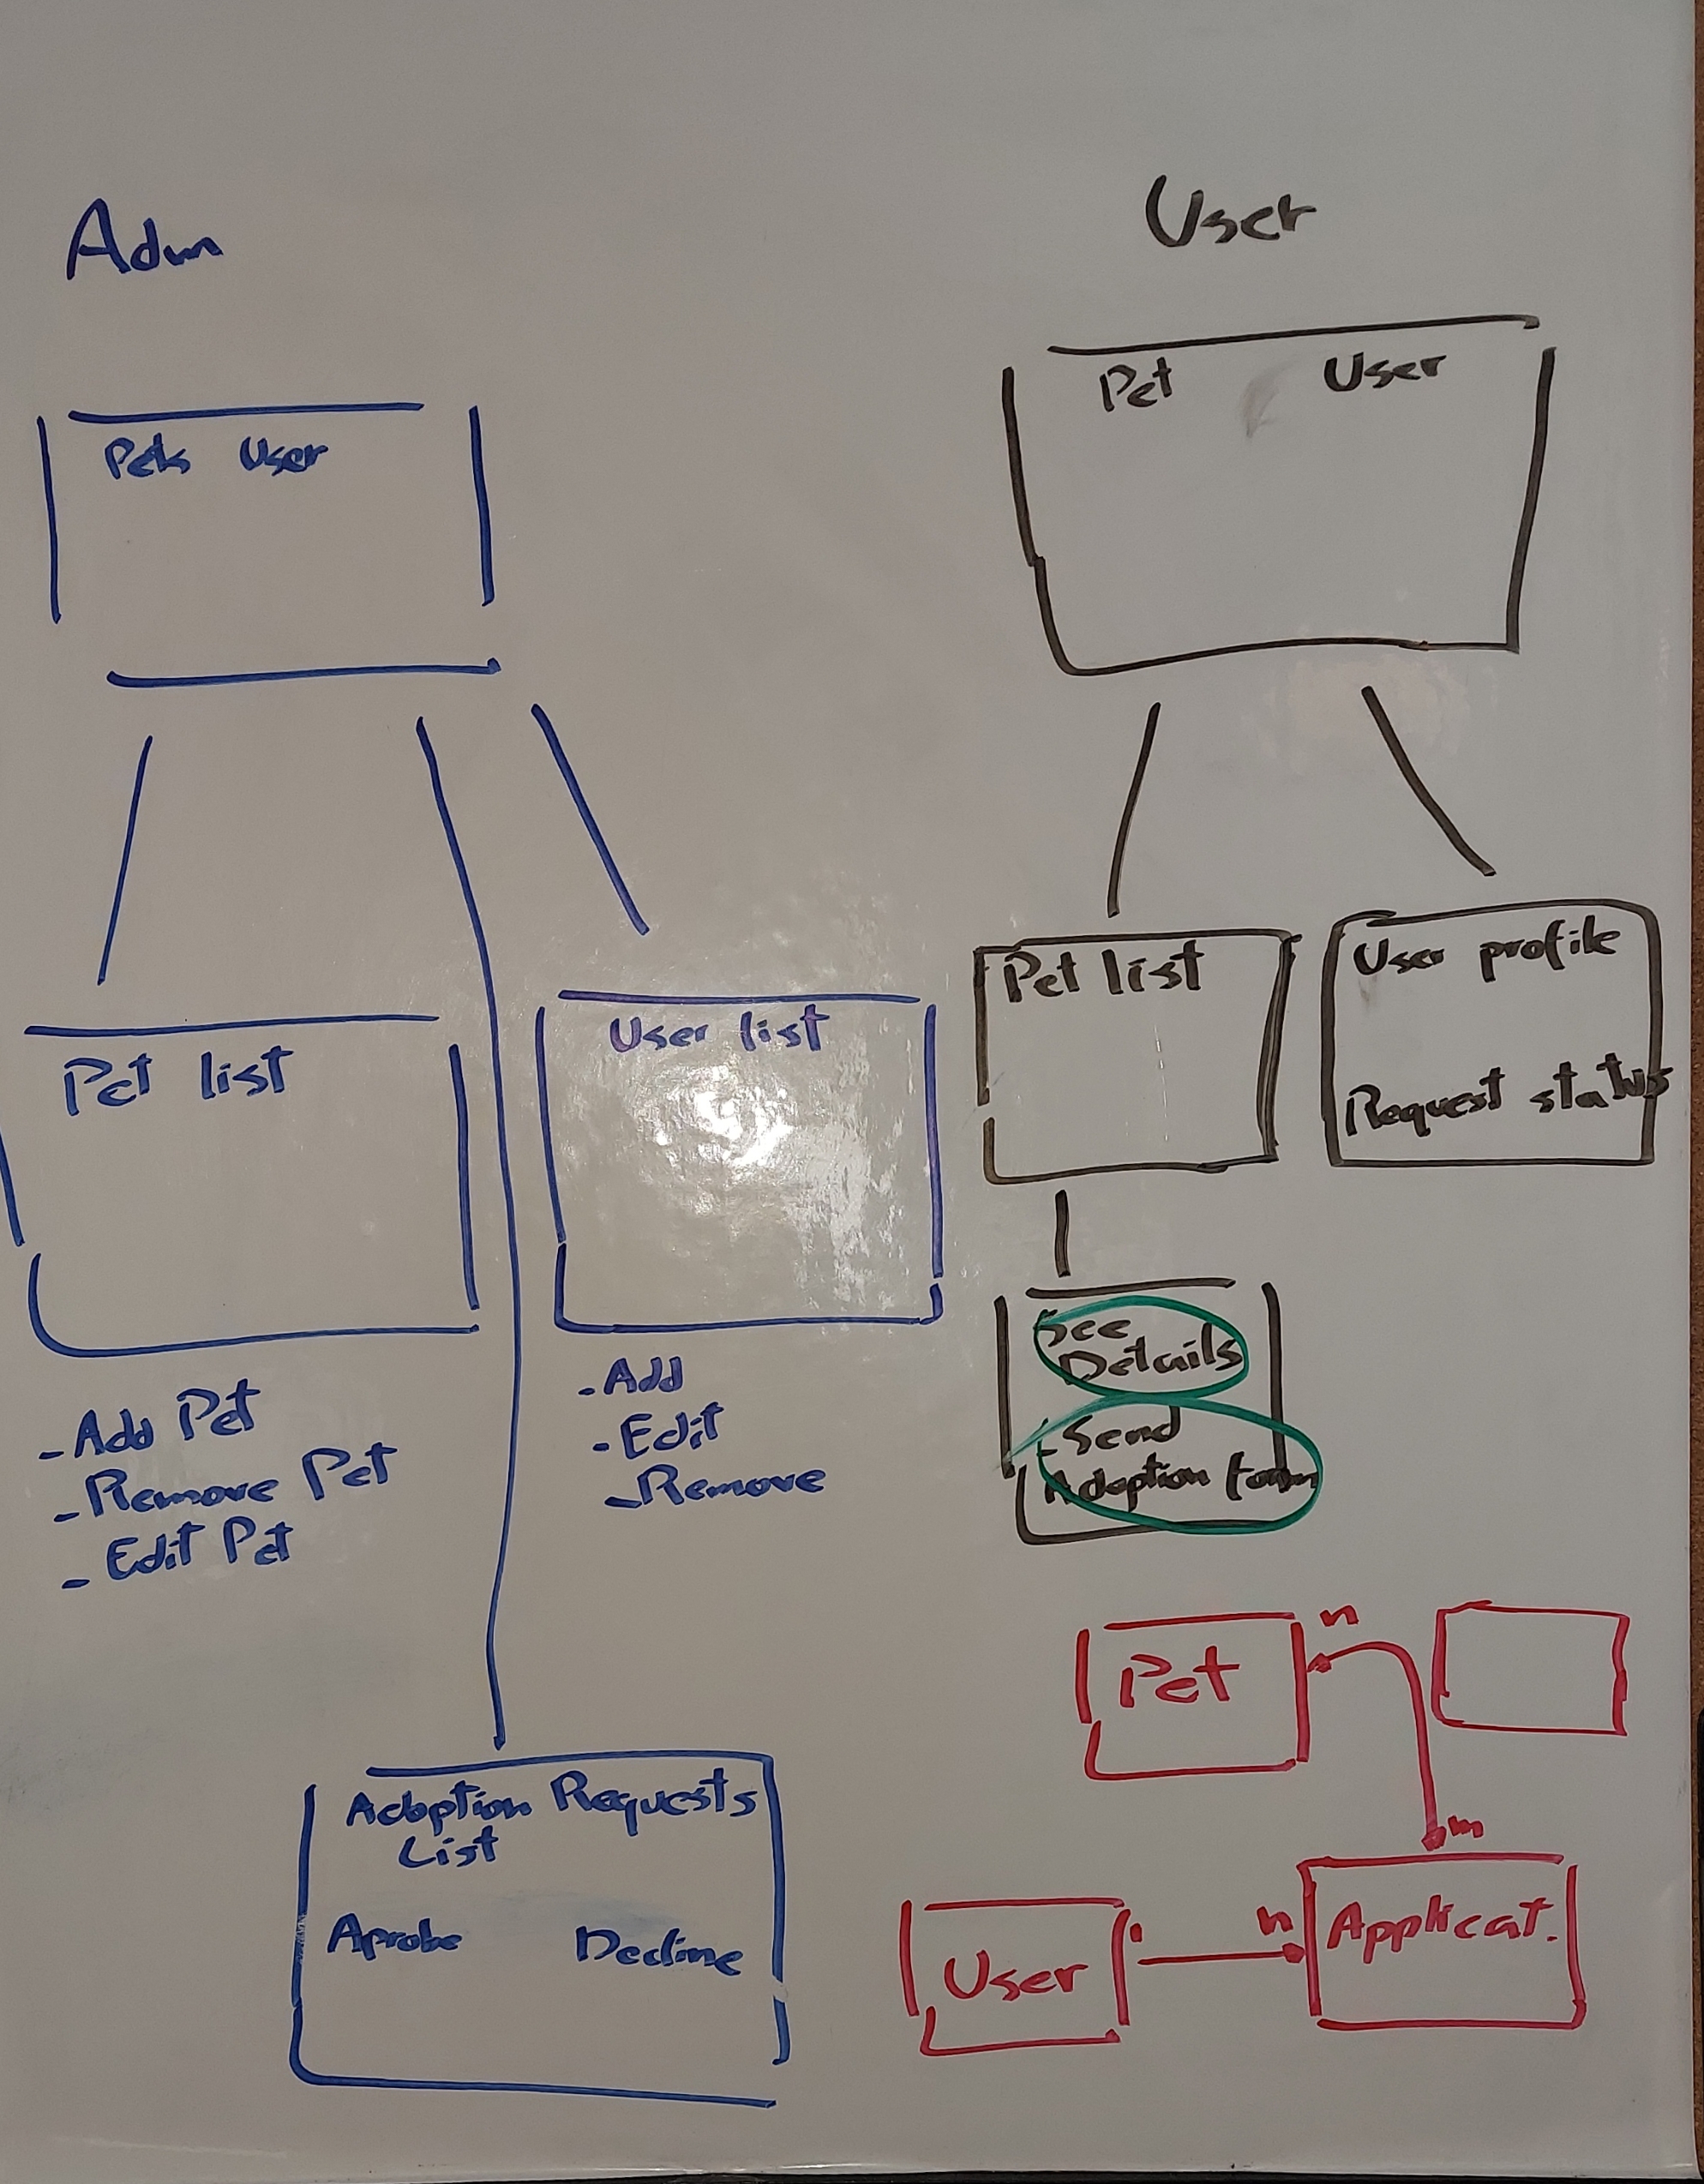 Adm
Pets User
Pet list
- Add Pet
- Remove Pet
- Edit Pet
User list
- Add
- Edit
- Remove
Adoption Requests
List
Aprobe Decline
User
Pet User
Pet list
User profile
Request status
See
Details
- Send
Adoption form
Pet
n
m
User
1
n
Applicat.